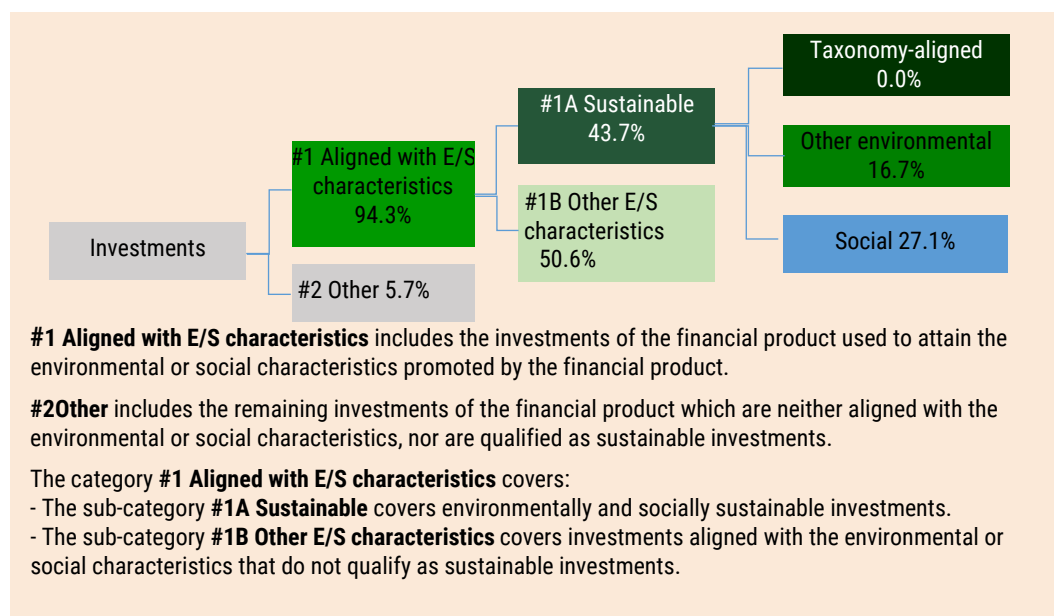 Taxonomy-aligned
0.0%
#1A Sustainable
43.7%
Other environmental
16.7%
#1 Aligned with E/S
characteristics
94.3%
#1B Other E/S
characteristics
50.6%
Social 27.1%
Investments
#2 Other 5.7%
#1 Aligned with E/S characteristics includes the investments of the financial product used to attain the
environmental or social characteristics promoted by the financial product.
#2Other includes the remaining investments of the financial product which are neither aligned with the
environmental or social characteristics, nor are qualified as sustainable investments.
The category #1 Aligned with E/S characteristics covers:
- The sub-category #1A Sustainable covers environmentally and socially sustainable investments.
- The sub-category #1B Other E/S characteristics covers investments aligned with the environmental or
social characteristics that do not qualify as sustainable investments.